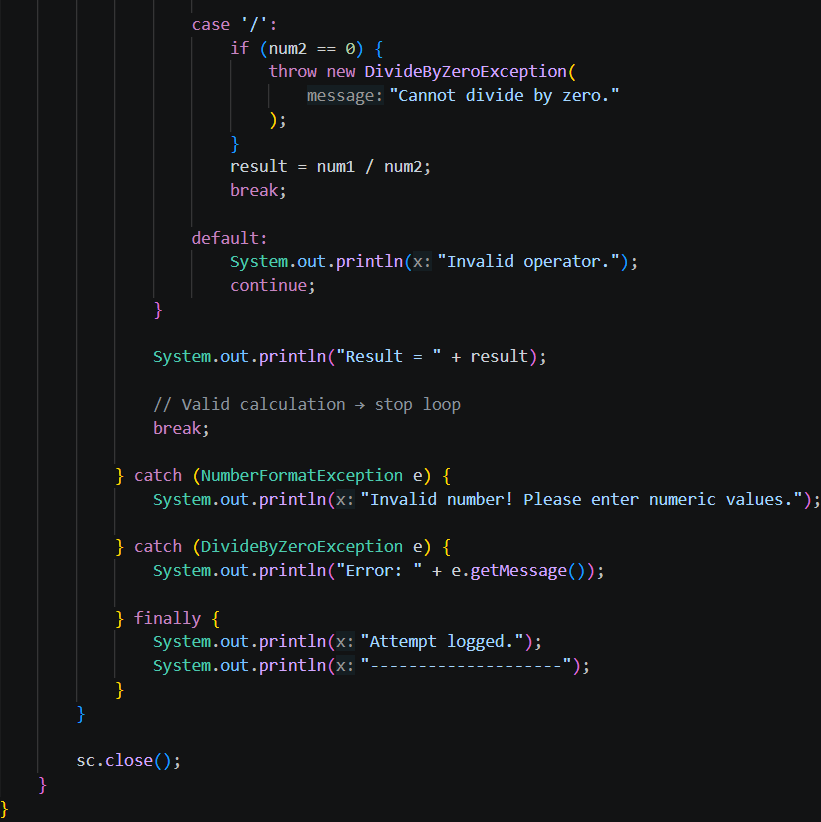 case '/':
if (num2 == 0) {
throw new DivideByZeroException(
message: "Cannot divide by zero."
);
}
result = num1 / num2;
break;
default:
System.out.println(x: "Invalid operator.");
continue;
}
System.out.println("Result = " + result);
// Valid calculation → stop loop
break;
} catch (NumberFormatException e) {
System.out.println(x: "Invalid number! Please enter numeric values.");
} catch (DivideByZeroException e) {
System.out.println("Error: " + e.getMessage());
} finally {
System.out.println(x: "Attempt logged.");
System.out.println(x: "--------------------");
}
}
sc.close();
}
}